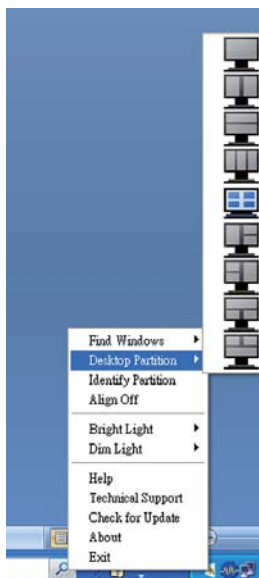 Find Windows
Desktop Partition
Identify Partition
Align Off
Bright Light
Dim Light
Help
Technical Support
Check for Update
About
Exit